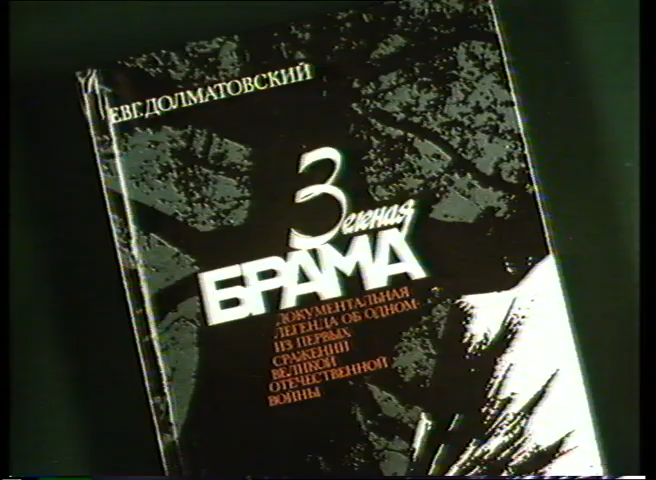 ЕВГ. ДОЛМАТОВСКИЙ
Зеленая
БРАМА
ДОКУМЕНТАЛЬНАЯ
ЛЕГЕНДА ОБ ОДНОМ
ИЗ ПЕРВЫХ
СРАЖЕНИЙ
ВЕЛИКОЙ
ОТЕЧЕСТВЕННОЙ
ВОЙНЫ